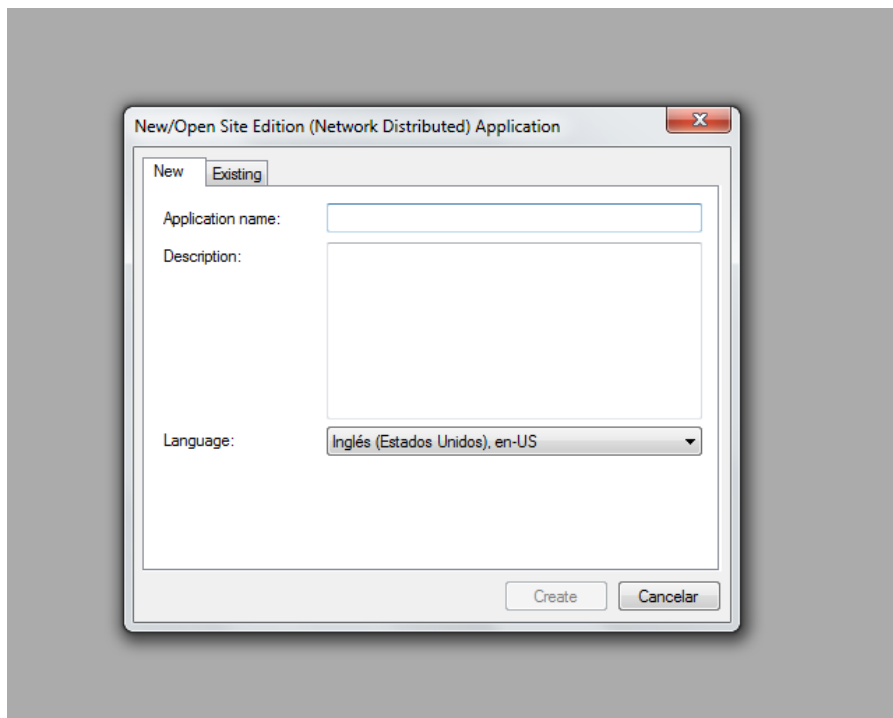 New/Open Site Edition (Network Distributed) Application
New Existing
Application name:
Description:
Language: Inglés (Estados Unidos), en-US
Create Cancelar